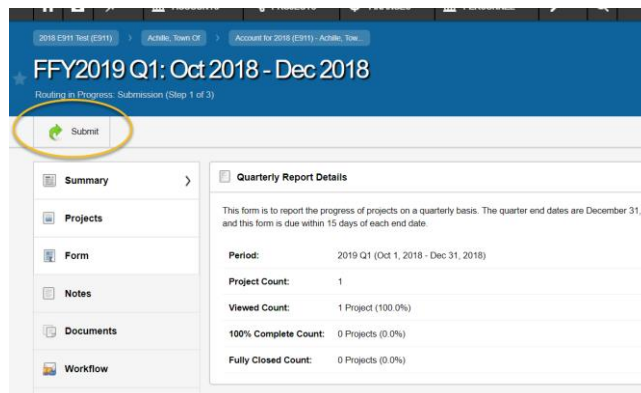 2018 E911 Test (E911) Achille, Town Of Account for 2018 (E911) - Achille, Tow...
FFY2019 Q1: Oct 2018 - Dec 2018
Routing in Progress: Submission (Step 1 of 3)
Submit
Summary
Projects
Form
Notes
Documents
Workflow
Quarterly Report Details
This form is to report the progress of projects on a quarterly basis. The quarter end dates are December 31,
and this form is due within 15 days of each end date.
Period: 2019 Q1 (Oct 1, 2018 - Dec 31, 2018)
Project Count: 1
Viewed Count: 1 Project (100.0%)
100% Complete Count: 0 Projects (0.0%)
Fully Closed Count: 0 Projects (0.0%)